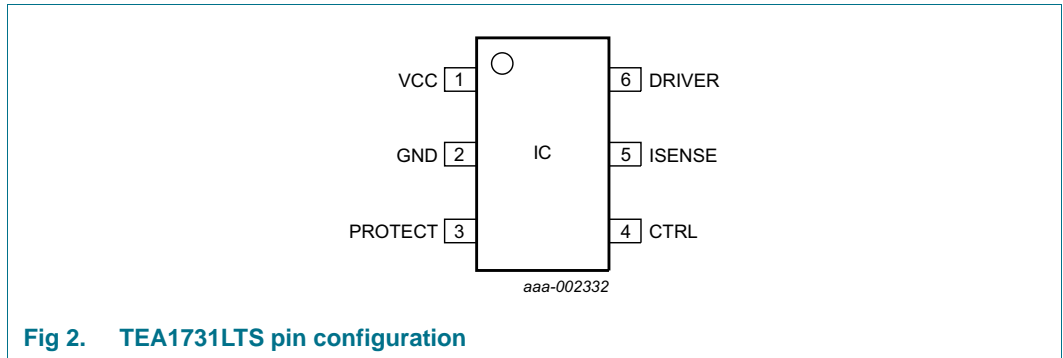 VCC 1
6 DRIVER
GND 2
IC
5 ISENSE
PROTECT 3
4 CTRL
aaa-002332
Fig 2. TEA1731LTS pin configuration